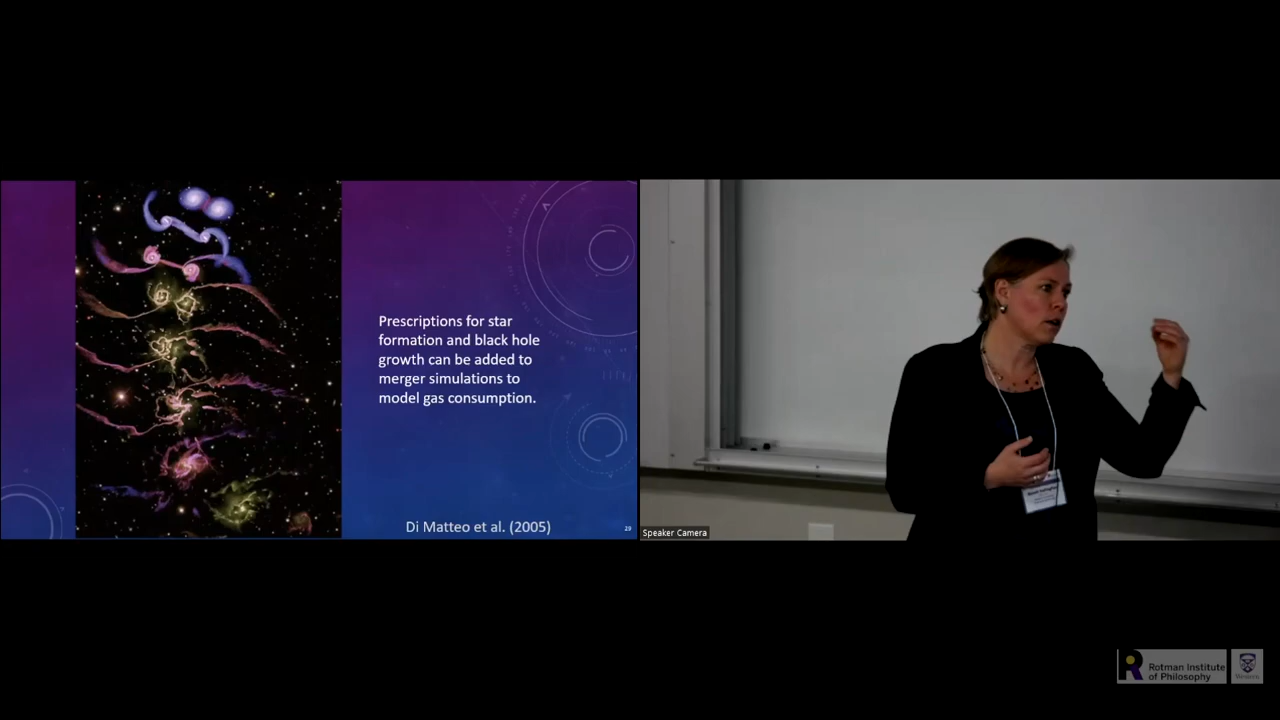 Prescriptions for star
formation and black hole
growth can be added to
merger simulations to
model gas consumption.
Di Matteo et al. (2005)
29
Speaker Camera
Rotman Institute
of Philosophy
Western